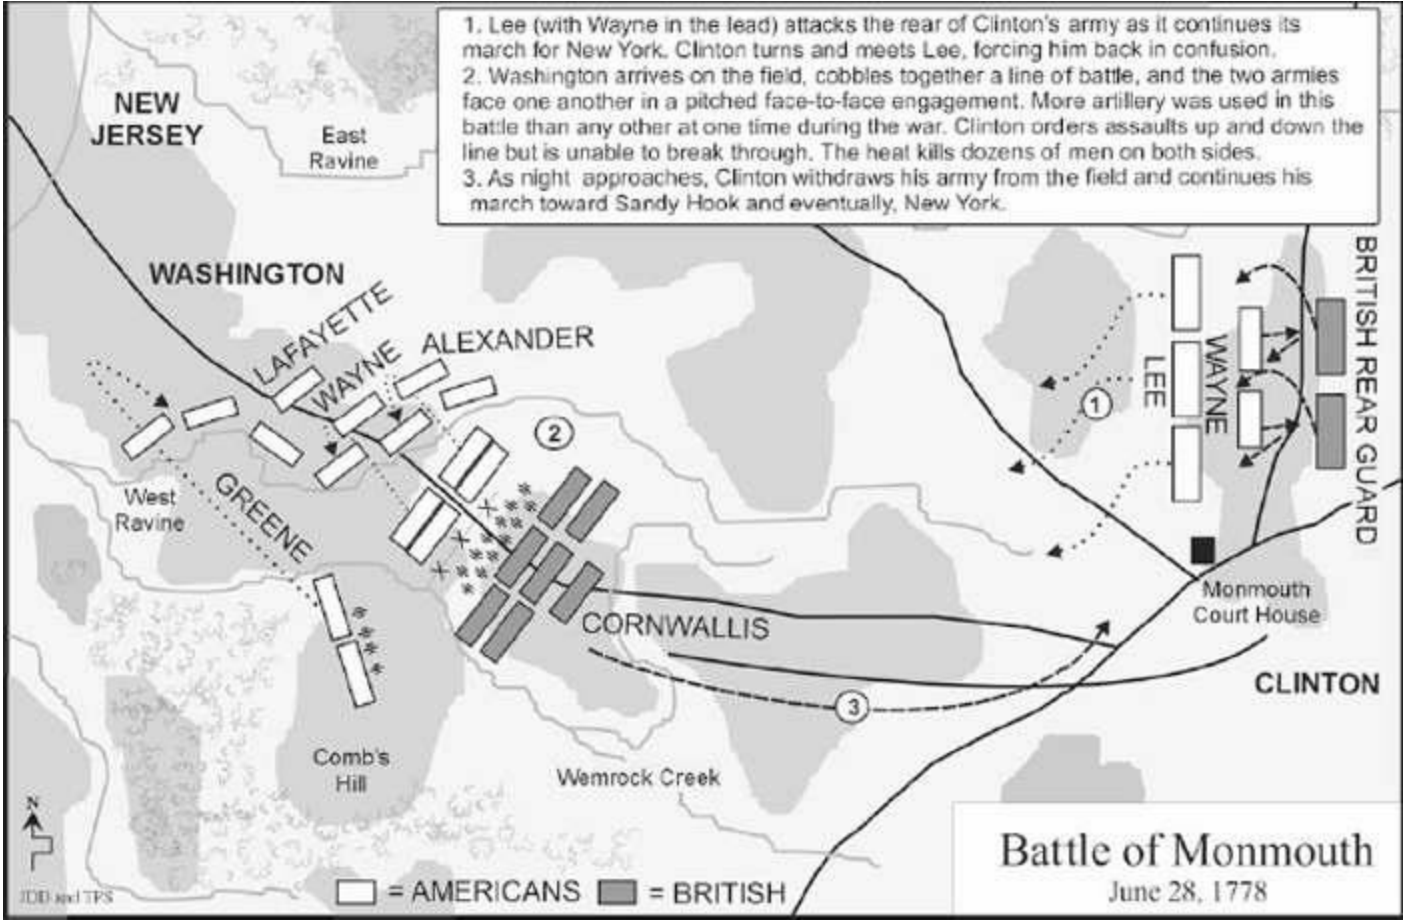 1. Lee (with Wayne in the lead) attacks the rear of Clinton's army as it continues its
march for New York. Clinton turns and meets Lee, forcing him back in confusion.
2. Washington arrives on the field, cobbles together a line of battle, and the two armies
face one another in a pitched face-to-face engagement. More artillery was used in this
battle than any other at one time during the war. Clinton orders assaults up and down the
line but is unable to break through. The heat kills dozens of men on both sides.
3. As night approaches, Clinton withdraws his army from the field and continues his
march toward Sandy Hook and eventually, New York.
NEW
JERSEY
East
Ravine
WASHINGTON
LAFAYETTE
WAYNE
ALEXANDER
2
West
Ravine
GREENE
CORNWALLIS
3
Comb's
Hill
Wemrock Creek
1
LEE
WAYNE
BRITISH REAR GUARD
Monmouth
Court House
CLINTON
N
JDD and TPS
= AMERICANS
= BRITISH
Battle of Monmouth
June 28, 1778